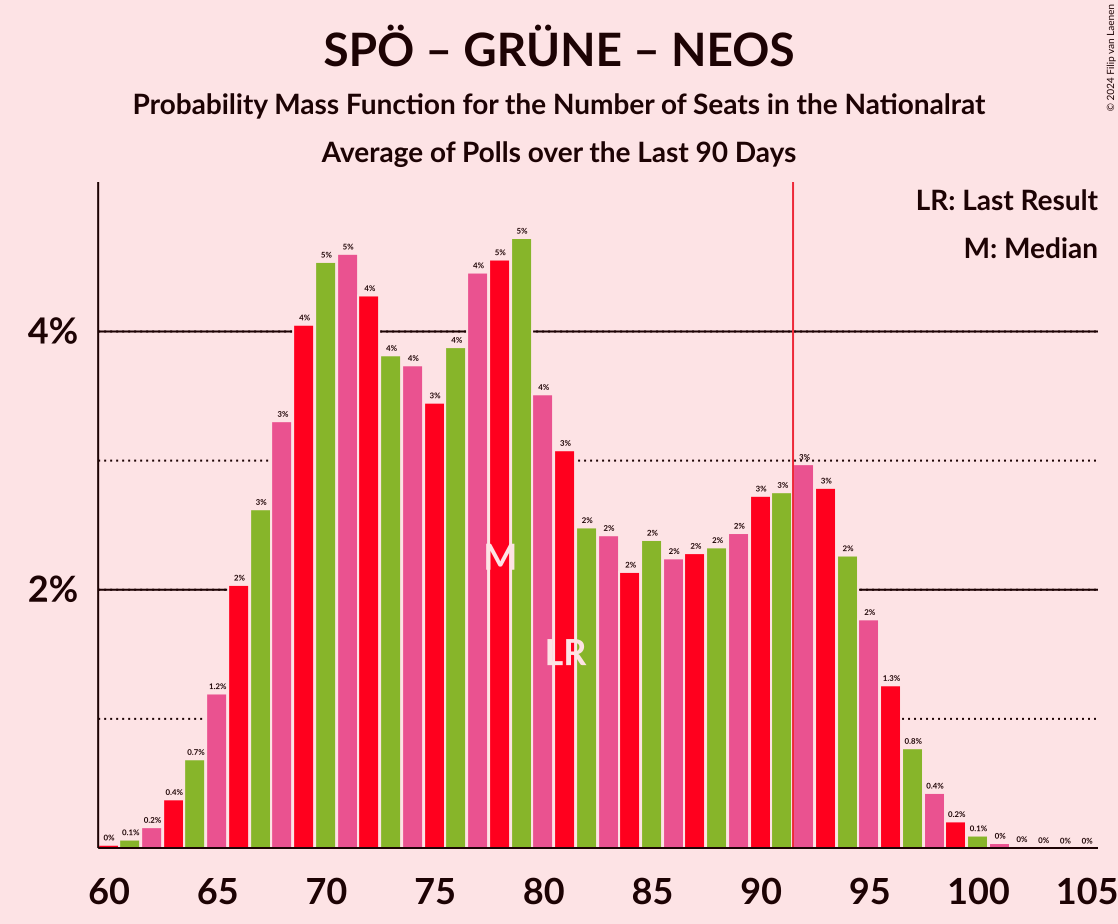 SPÖ – GRÜNE – NEOS
Probability Mass Function for the Number of Seats in the Nationalrat
Average of Polls over the Last 90 Days
© 2024 Filip van Laenen
LR: Last Result
M: Median
4%
2%
0% 0.1% 0.2% 0.4% 0.7% 1.2% 2% 3% 3% 4% 5% 5% 4% 4% 4% 3% 4% 4% 5% 5% 4% 3% 2% 2% 2% 2% 2% 2% 2% 2% 3% 3% 3% 3% 2% 2% 1.3% 0.8% 0.4% 0.2% 0.1% 0% 0% 0% 0% 0%
M
LR
60 65 70 75 80 85 90 95 100 105